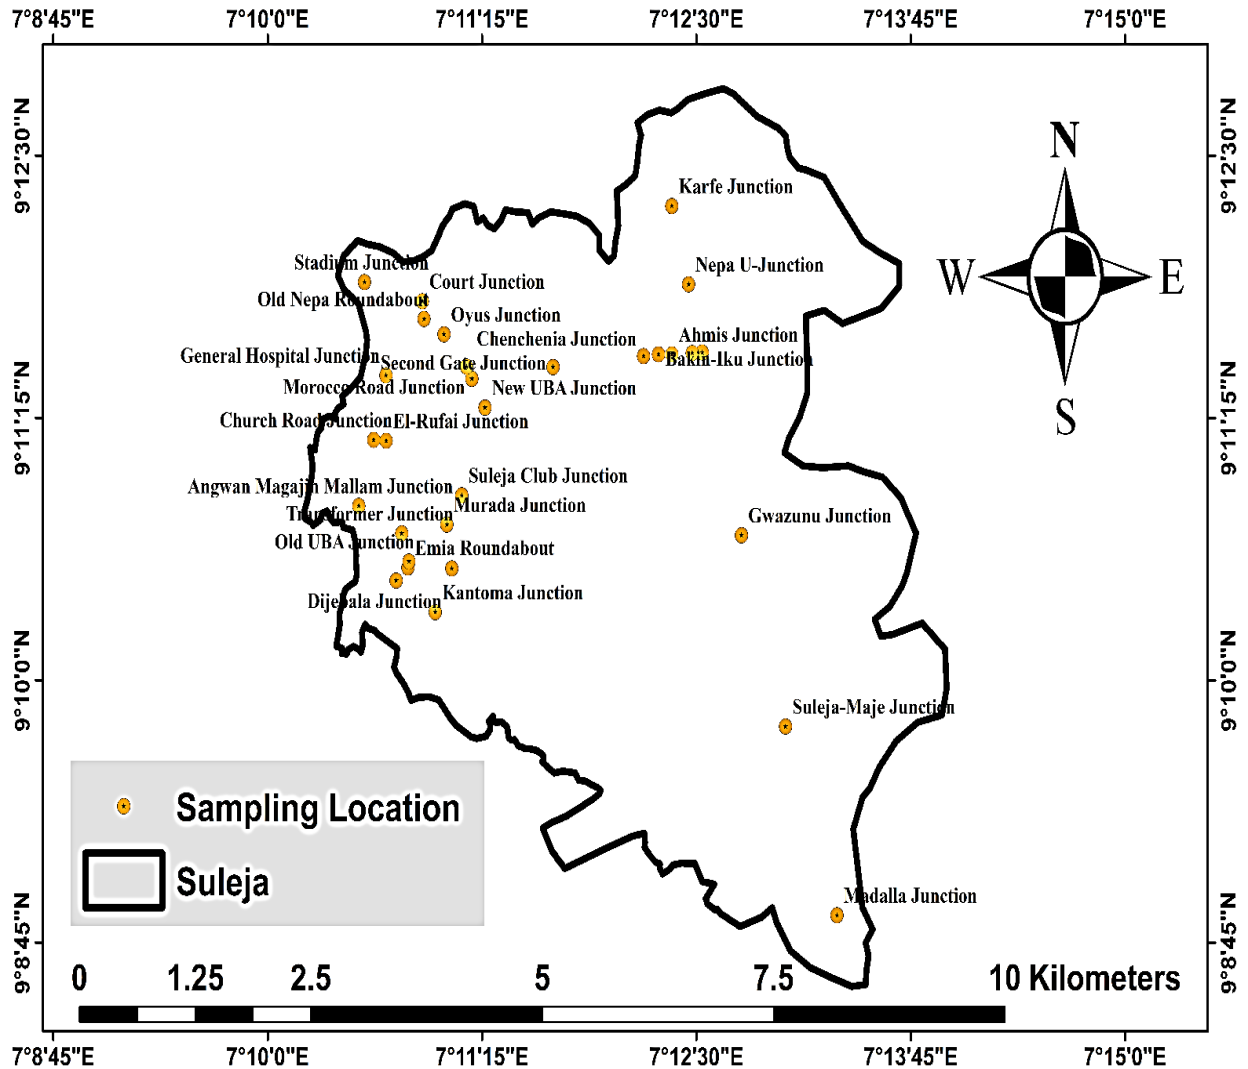 7°8'45"E 7°10'0"E 7°11'15"E 7°12'30"E 7°13'45"E 7°15'0"E
9°12'30"N
9°12'30"N
N
W
E
S
Karfe Junction
Stadium Junction
Nepa U-Junction
Court Junction
Old Nepa Roundabout
Oyus Junction
Chenchenia Junction
Ahmis Junction
General Hospital Junction
Second Gate Junction
Bakin-Iku Junction
Morocco Road Junction
New UBA Junction
9°11'15"N
9°11'15"N
Church Road Junction
El-Rufai Junction
Suleja Club Junction
Angwan Magajin Mallam Junction
Murada Junction
Transformer Junction
Gwazunu Junction
Old UBA Junction
Emia Roundabout
Kantoma Junction
Dijebala Junction
9°10'0"N
9°10'0"N
Suleja-Maje Junction
Sampling Location
Suleja
Madalla Junction
9°8'45"N
9°8'45"N
0 1.25 2.5 5 7.5 10 Kilometers
7°8'45"E 7°10'0"E 7°11'15"E 7°12'30"E 7°13'45"E 7°15'0"E